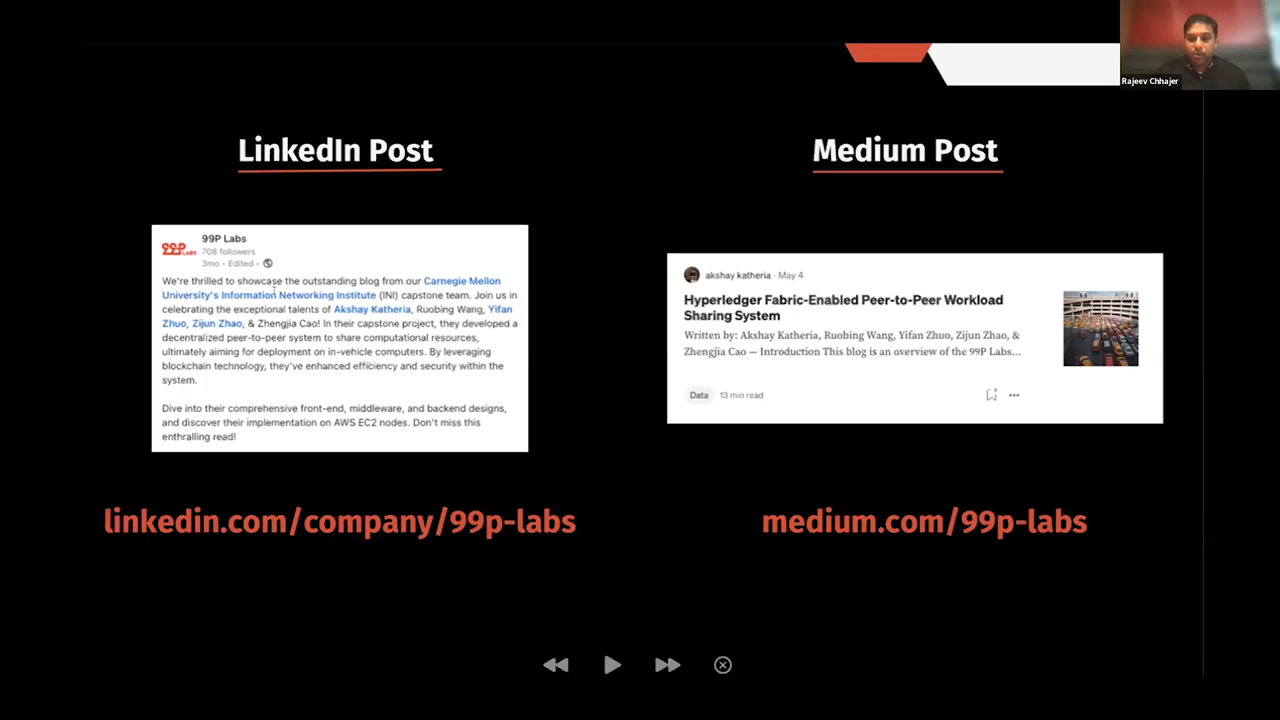 Rajeev Chhajer
LinkedIn Post
99P LABS
99P Labs
708 followers
3mo • Edited •
We're thrilled to showcase the outstanding blog from our Carnegie Mellon
University's Information Networking Institute (INI) capstone team. Join us in
celebrating the exceptional talents of Akshay Katheria, Ruobing Wang, Yifan
Zhuo, Zijun Zhao, & Zhengjia Cao! In their capstone project, they developed a
decentralized peer-to-peer system to share computational resources,
ultimately aiming for deployment on in-vehicle computers. By leveraging
blockchain technology, they've enhanced efficiency and security within the
system.
Dive into their comprehensive front-end, middleware, and backend designs,
and discover their implementation on AWS EC2 nodes. Don't miss this
enthralling read!
linkedin.com/company/99p-labs
Medium Post
akshay katheria · May 4
Hyperledger Fabric-Enabled Peer-to-Peer Workload
Sharing System
Written by: Akshay Katheria, Ruobing Wang, Yifan Zhuo, Zijun Zhao, &
Zhengjia Cao — Introduction This blog is an overview of the 99P Labs...
Data 13 min read
medium.com/99p-labs